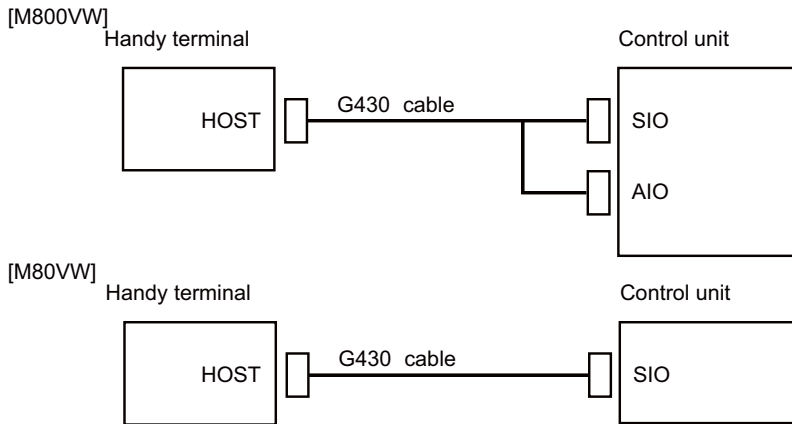 [M800VW]
Handy terminal
Control unit
HOST
G430 cable
SIO
AIO
[M80VW]
Handy terminal
Control unit
HOST
G430 cable
SIO